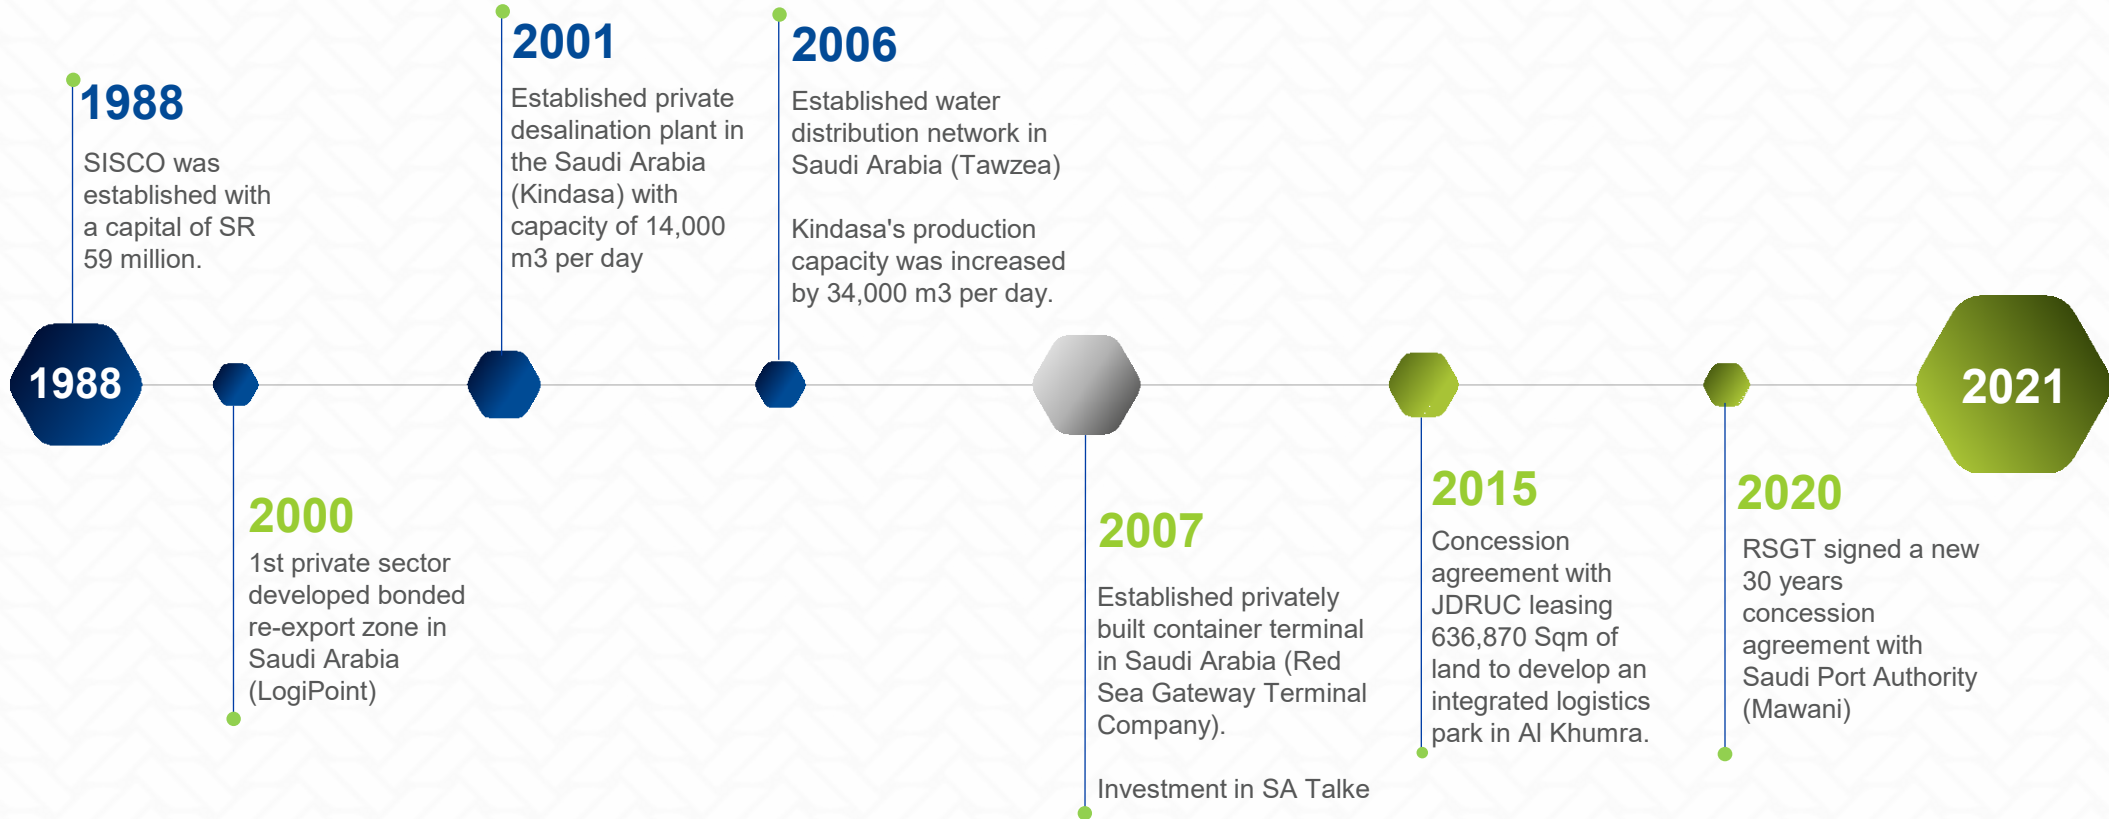 1988
SISCO was
established with
a capital of SR
59 million.
2001
Established private
desalination plant in
the Saudi Arabia
(Kindasa) with
capacity of 14,000
m3 per day
2006
Established water
distribution network in
Saudi Arabia (Tawzea)
Kindasa's production
capacity was increased
by 34,000 m3 per day.
1988
2021
2000
1st private sector
developed bonded
re-export zone in
Saudi Arabia
(LogiPoint)
2007
Established privately
built container terminal
in Saudi Arabia (Red
Sea Gateway Terminal
Company).
Investment in SA Talke
2015
Concession
agreement with
JDRUC leasing
636,870 Sqm of
land to develop an
integrated logistics
park in Al Khumra.
2020
RSGT signed a new
30 years
concession
agreement with
Saudi Port Authority
(Mawani)